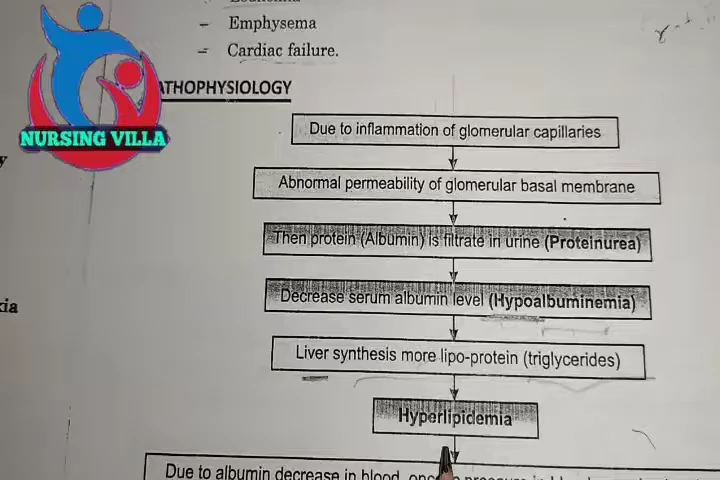 – Emphysema
– Cardiac failure.
ATHOPHYSIOLOGY
NURSING VILLA
Due to inflammation of glomerular capillaries
Abnormal permeability of glomerular basal membrane
Then protein (Albumin) is filtrate in urine (Proteinurea)
Decrease serum albumin level (Hypoalbuminemia)
Liver synthesis more lipo-protein (triglycerides)
Hyperlipidemia
Due to albumin decrease in blood,